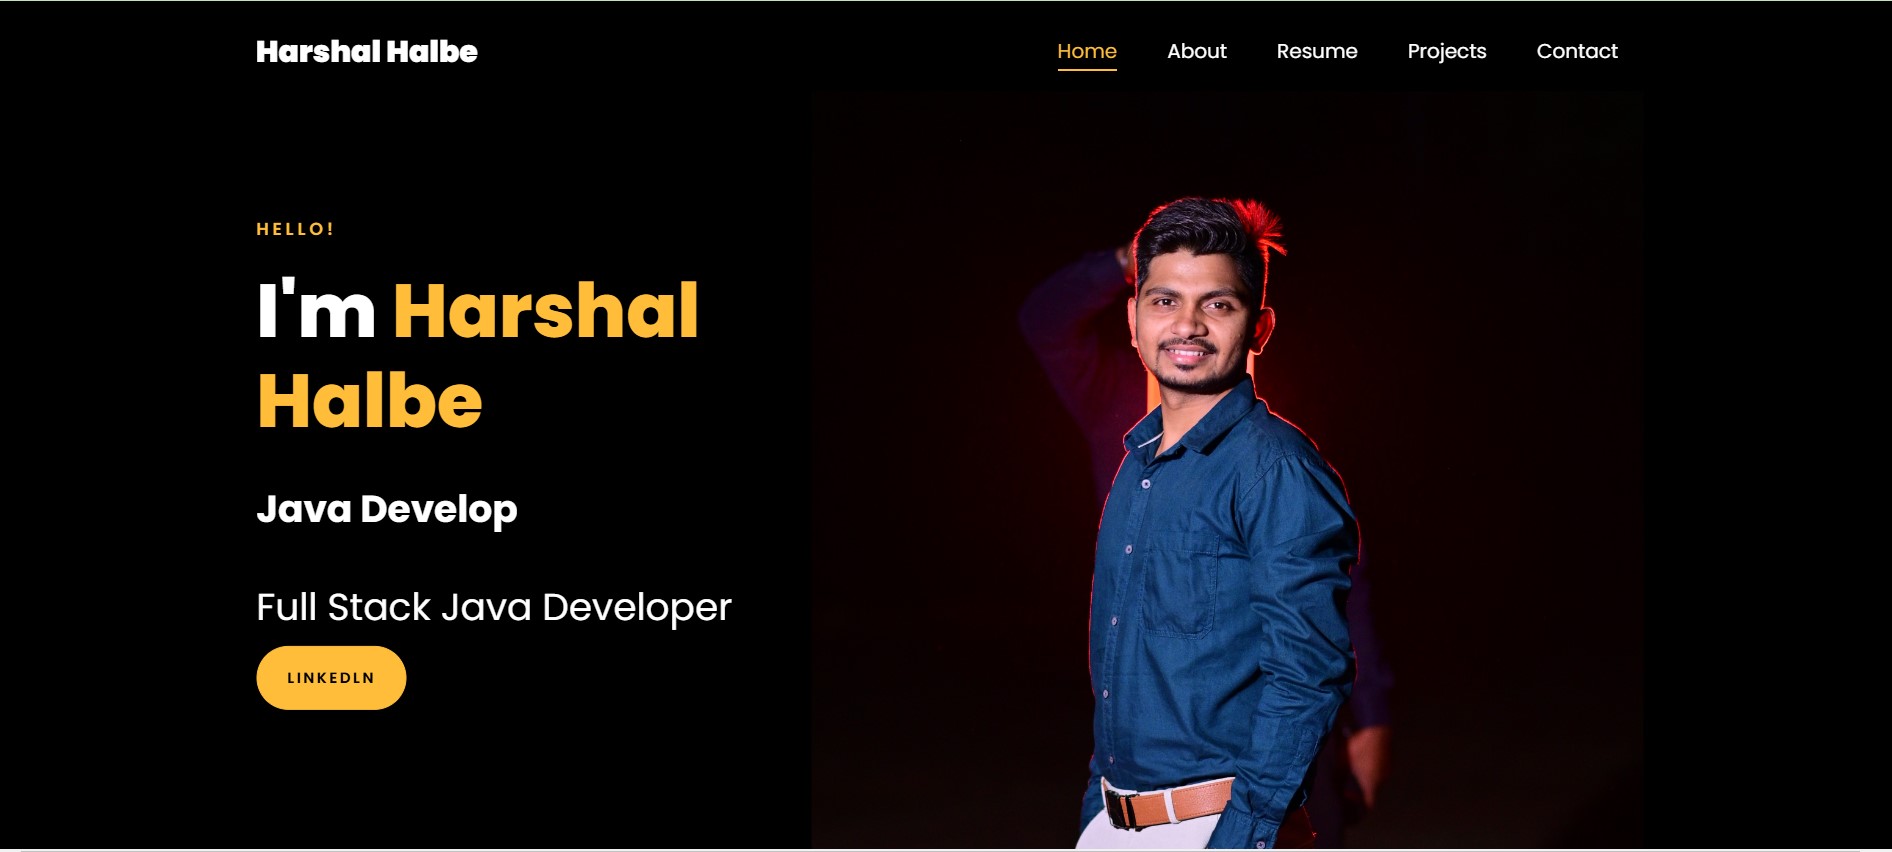 Harshal Halbe
Home About Resume Projects Contact
HELLO!
I'm Harshal
Halbe
Java Develop
Full Stack Java Developer
LINKEDLN